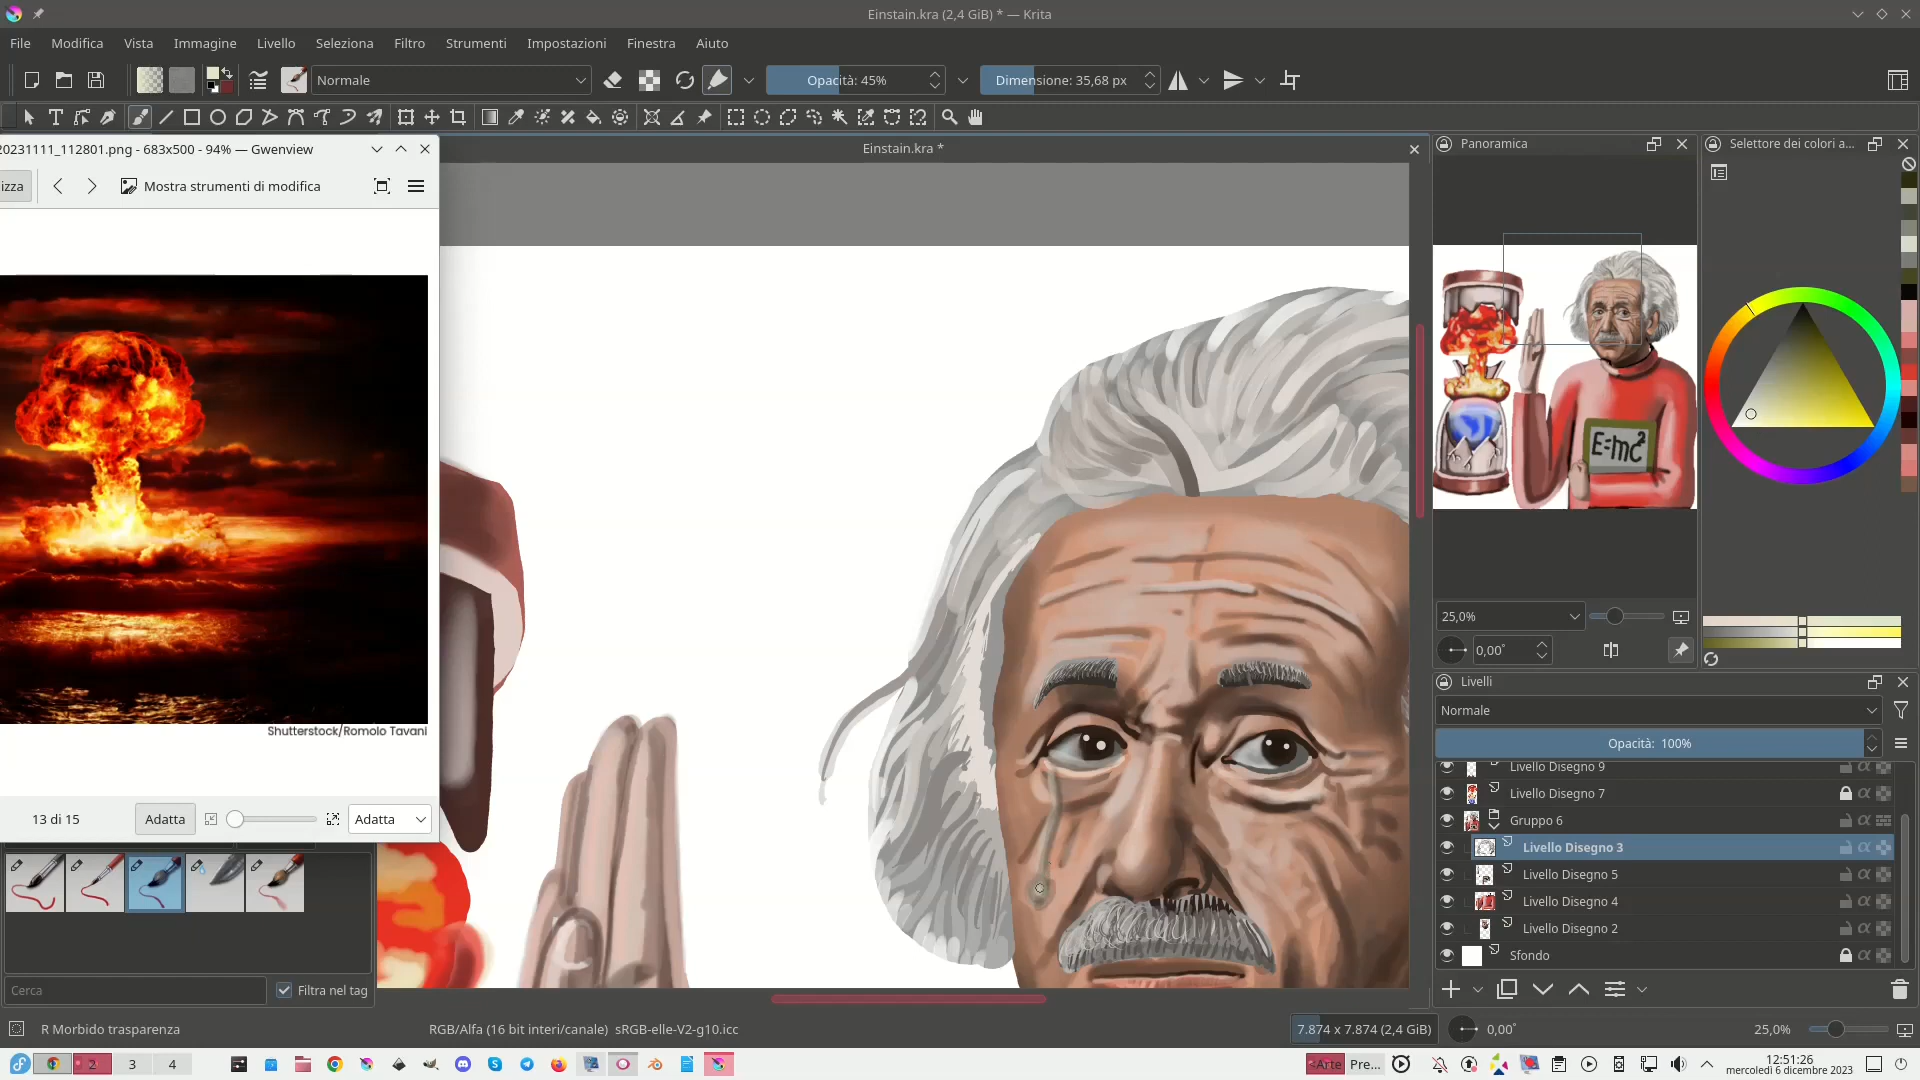 Einstain.kra (2,4 GiB) * — Krita
File Modifica Vista Immagine Livello Seleziona Filtro Strumenti Impostazioni Finestra Aiuto
Normale
Opacità: 45%
Dimensione: 35,68 px
20231111_112801.png - 683x500 - 94% — Gwenview
Einstain.kra *
Panoramica
Selettore dei colori a...
izza
Mostra strumenti di modifica
E=mc²
25,0%
0,00°
Livelli
Normale
Shutterstock/Romolo Tavani
Opacità: 100%
Livello Disegno 9
Livello Disegno 7
13 di 15
Adatta
Adatta
Gruppo 6
Livello Disegno 3
Livello Disegno 5
Livello Disegno 4
Livello Disegno 2
Sfondo
Cerca
Filtra nel tag
R Morbido trasparenza
RGB/Alfa (16 bit interi/canale) sRGB-elle-V2-g10.icc
7.874 x 7.874 (2,4 GiB)
0,00°
25,0%
2 3 4
<Arte
Pre...
12:51:26
mercoledì 6 dicembre 2023